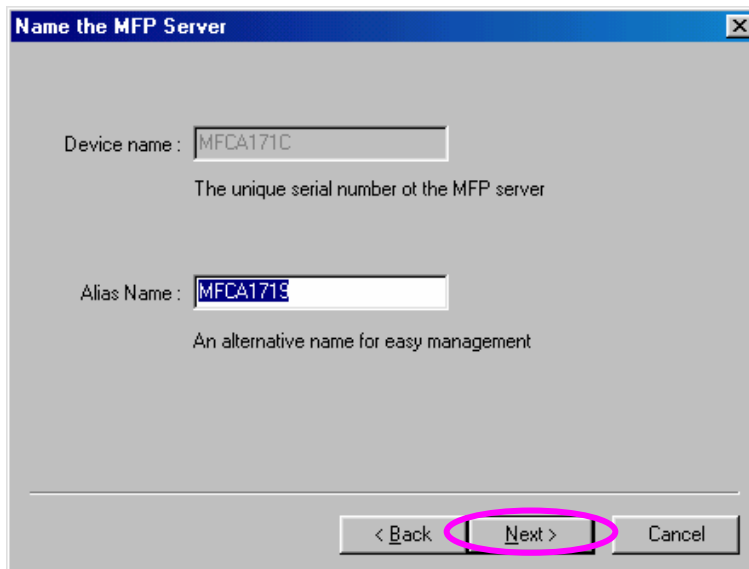 Name the MFP Server
Device name : MFCA171C
The unique serial number ot the MFP server
Alias Name : MFCA171S
An alternative name for easy management
< Back Next > Cancel